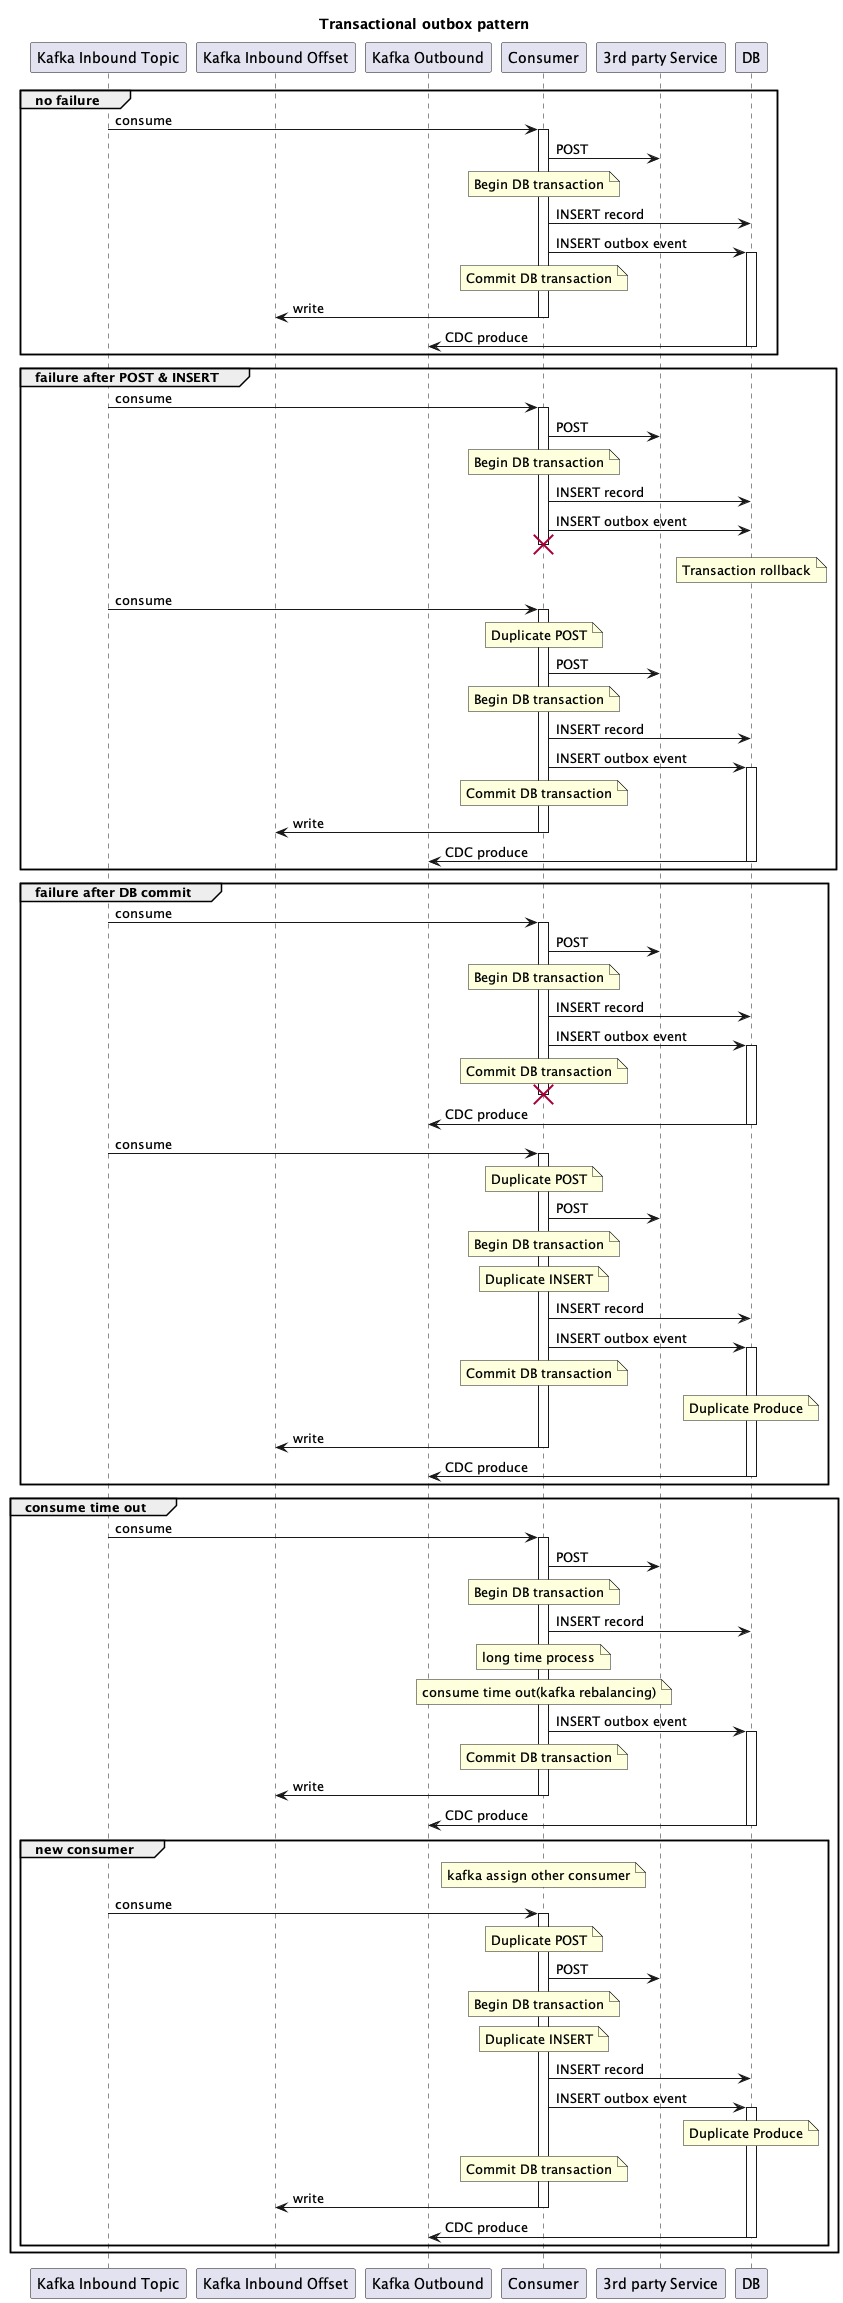 Transactional outbox pattern
Kafka Inbound Topic Kafka Inbound Offset Kafka Outbound Consumer 3rd party Service DB
no failure
consume
POST
Begin DB transaction
INSERT record
INSERT outbox event
Commit DB transaction
write
CDC produce
failure after POST & INSERT
consume
POST
Begin DB transaction
INSERT record
INSERT outbox event
Transaction rollback
consume
Duplicate POST
POST
Begin DB transaction
INSERT record
INSERT outbox event
Commit DB transaction
write
CDC produce
failure after DB commit
consume
POST
Begin DB transaction
INSERT record
INSERT outbox event
Commit DB transaction
CDC produce
consume
Duplicate POST
POST
Begin DB transaction
Duplicate INSERT
INSERT record
INSERT outbox event
Commit DB transaction
Duplicate Produce
write
CDC produce
consume time out
consume
POST
Begin DB transaction
INSERT record
long time process
consume time out(kafka rebalancing)
INSERT outbox event
Commit DB transaction
write
CDC produce
new consumer
kafka assign other consumer
consume
Duplicate POST
POST
Begin DB transaction
Duplicate INSERT
INSERT record
INSERT outbox event
Duplicate Produce
Commit DB transaction
write
CDC produce
Kafka Inbound Topic Kafka Inbound Offset Kafka Outbound Consumer 3rd party Service DB